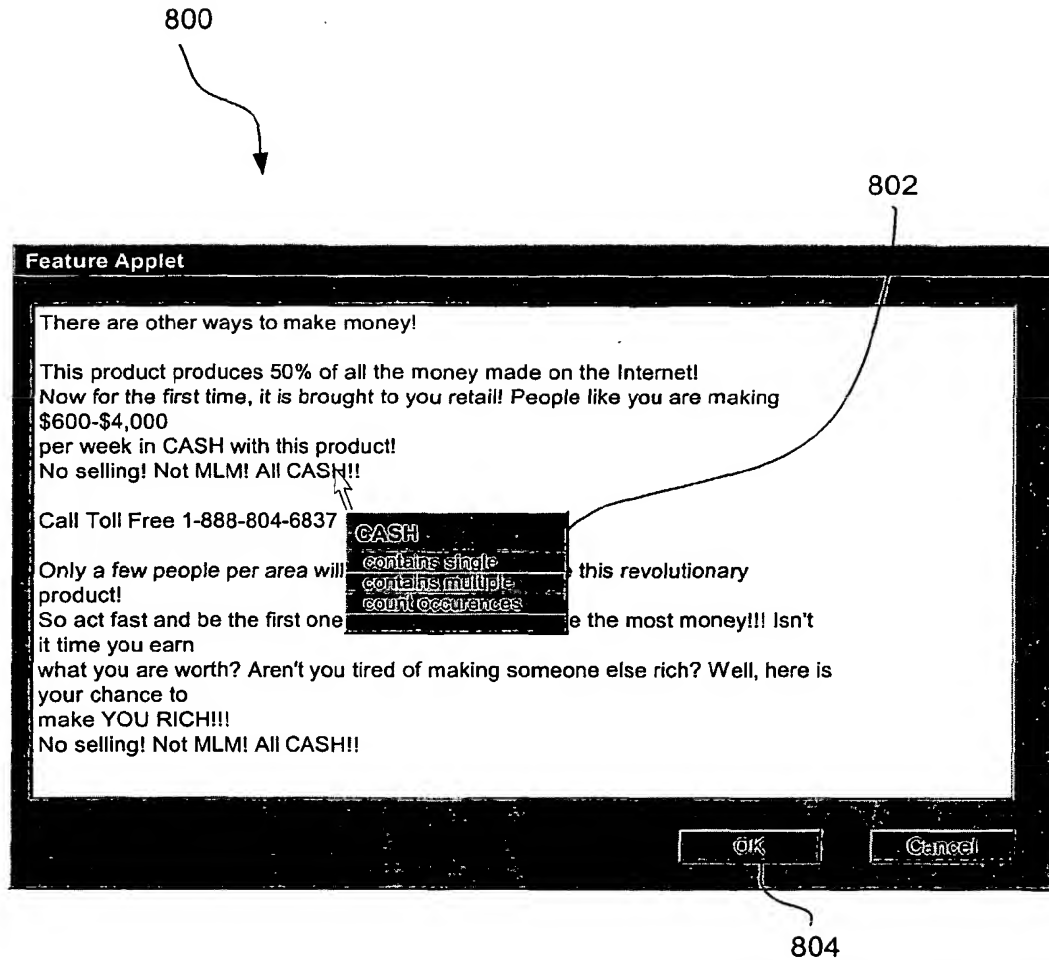 800
802
Feature Applet
There are other ways to make money!
This product produces 50% of all the money made on the Internet!
Now for the first time, it is brought to you retail! People like you are making
$600-$4,000
per week in CASH with this product!
No selling! Not MLM! All CASH!!
Call Toll Free 1-888-804-6837
CASH
contains single
Only a few people per area will this revolutionary
contains multiple
product!
count occurences
So act fast and be the first one e the most money!!! Isn't
it time you earn
what you are worth? Aren't you tired of making someone else rich? Well, here is
your chance to
make YOU RICH!!!
No selling! Not MLM! All CASH!!
OK Cancel
804